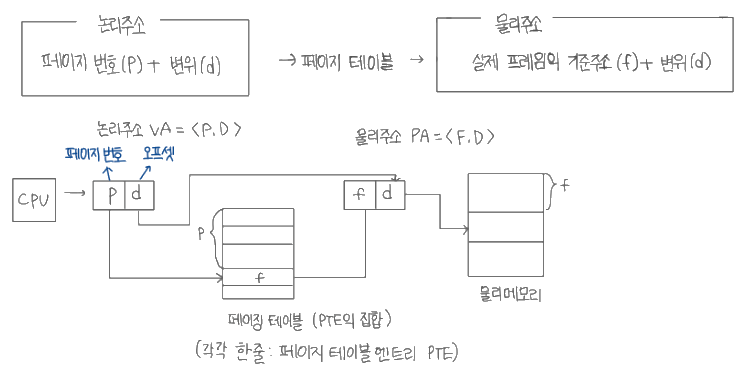 논리주소
페이지 번호(P) + 변위(d)
→ 페이지 테이블 →
물리주소
실제 프레임의 기준주소(f) + 변위(d)
논리주소 VA = <P.D>
물리주소 PA = <F.D>
페이지 번호
오프셋
CPU
P
d
f
d
f
P
f
물리메모리
페이징 테이블 (PTE의 집합)
(각각 한줄: 페이지 테이블 엔트리 PTE)